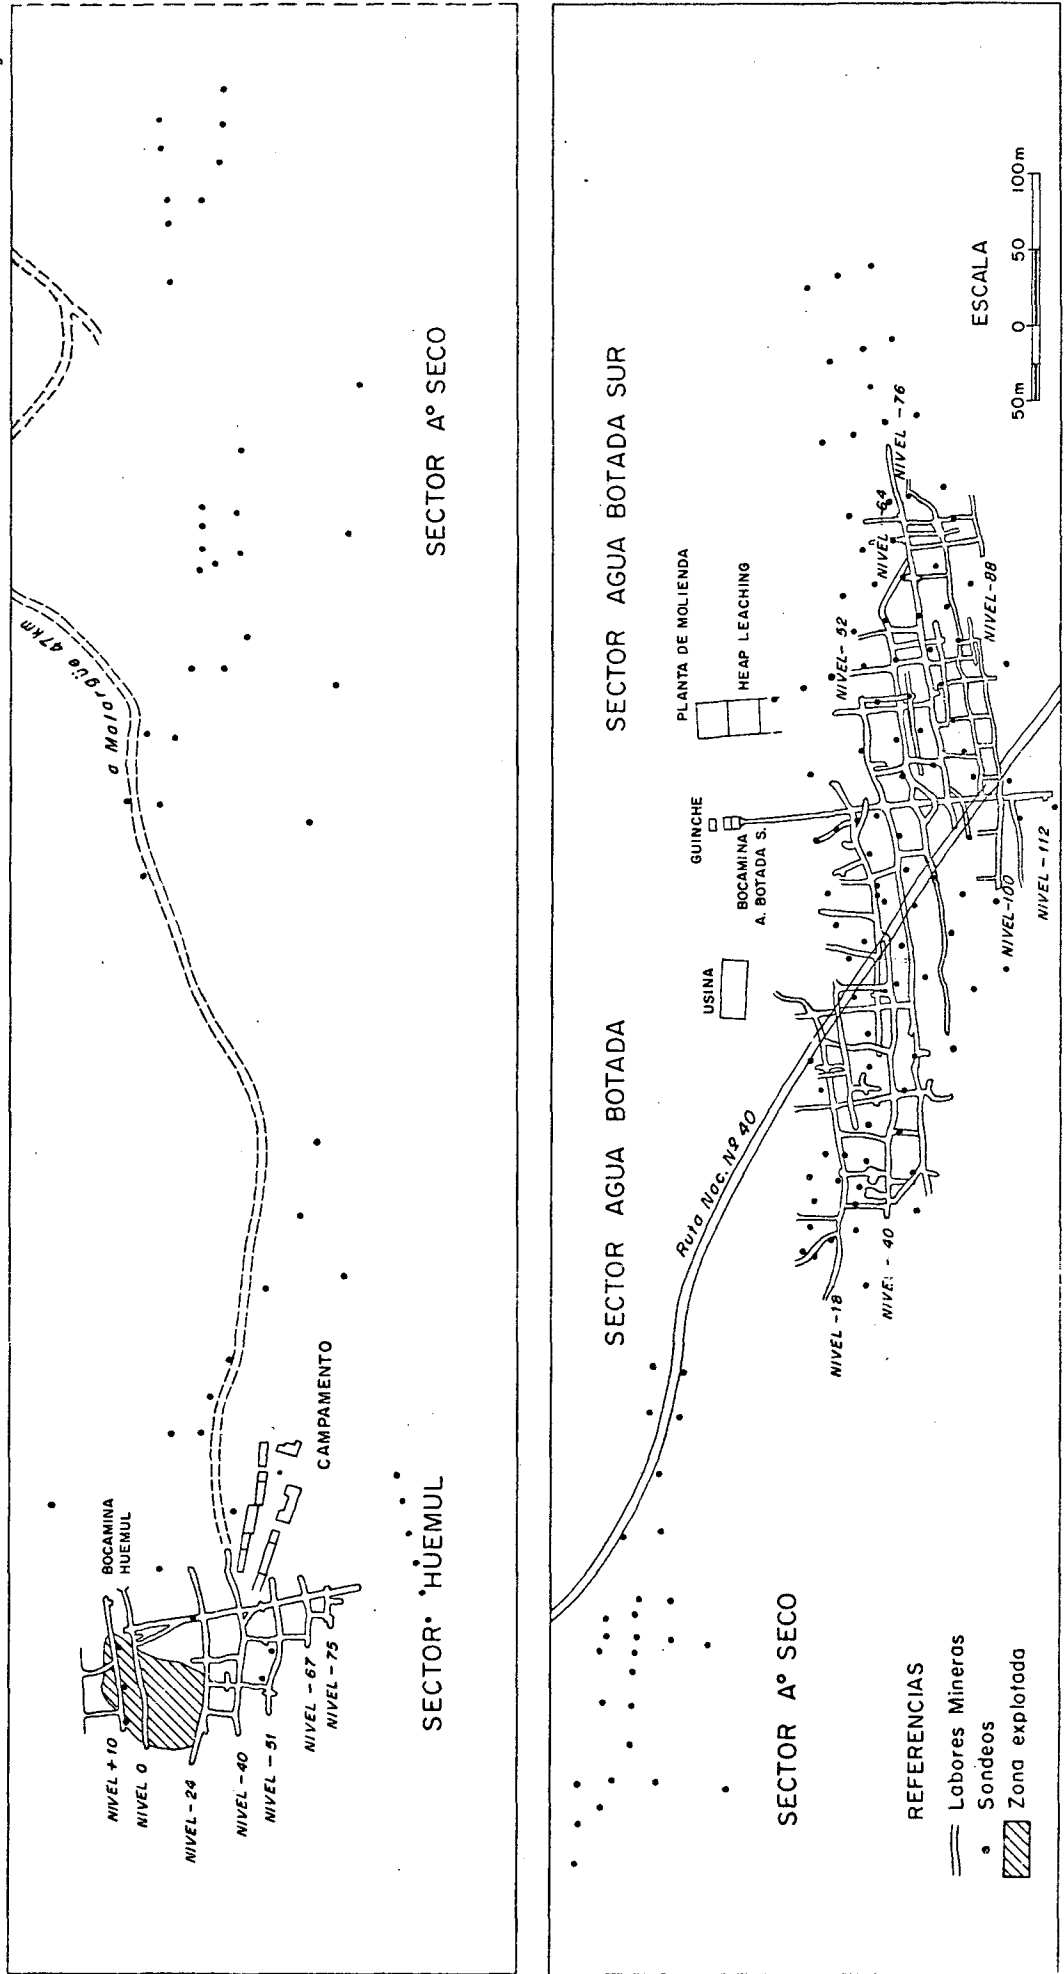 NIVEL +10
NIVEL 0
NIVEL -24
NIVEL -40
NIVEL -51
NIVEL -67
NIVEL -75
BOCAMINA
HUEMUL
CAMPAMENTO
SECTOR HUEMUL
a Malargüe 47km
SECTOR Aº SECO
SECTOR Aº SECO
SECTOR AGUA BOTADA
SECTOR AGUA BOTADA SUR
Ruta Nac. Nº 40
USINA
GUINCHE
BOCAMINA
A. BOTADA S.
PLANTA DE MOLIENDA
HEAP LEACHING
NIVEL -18
NIVEL - 40
NIVEL - 52
NIVEL -64
NIVEL -76
NIVEL -88
NIVEL-100
NIVEL -112
REFERENCIAS
Labores Mineras
Sondeos
Zona explotada
ESCALA
50m 0 50 100m